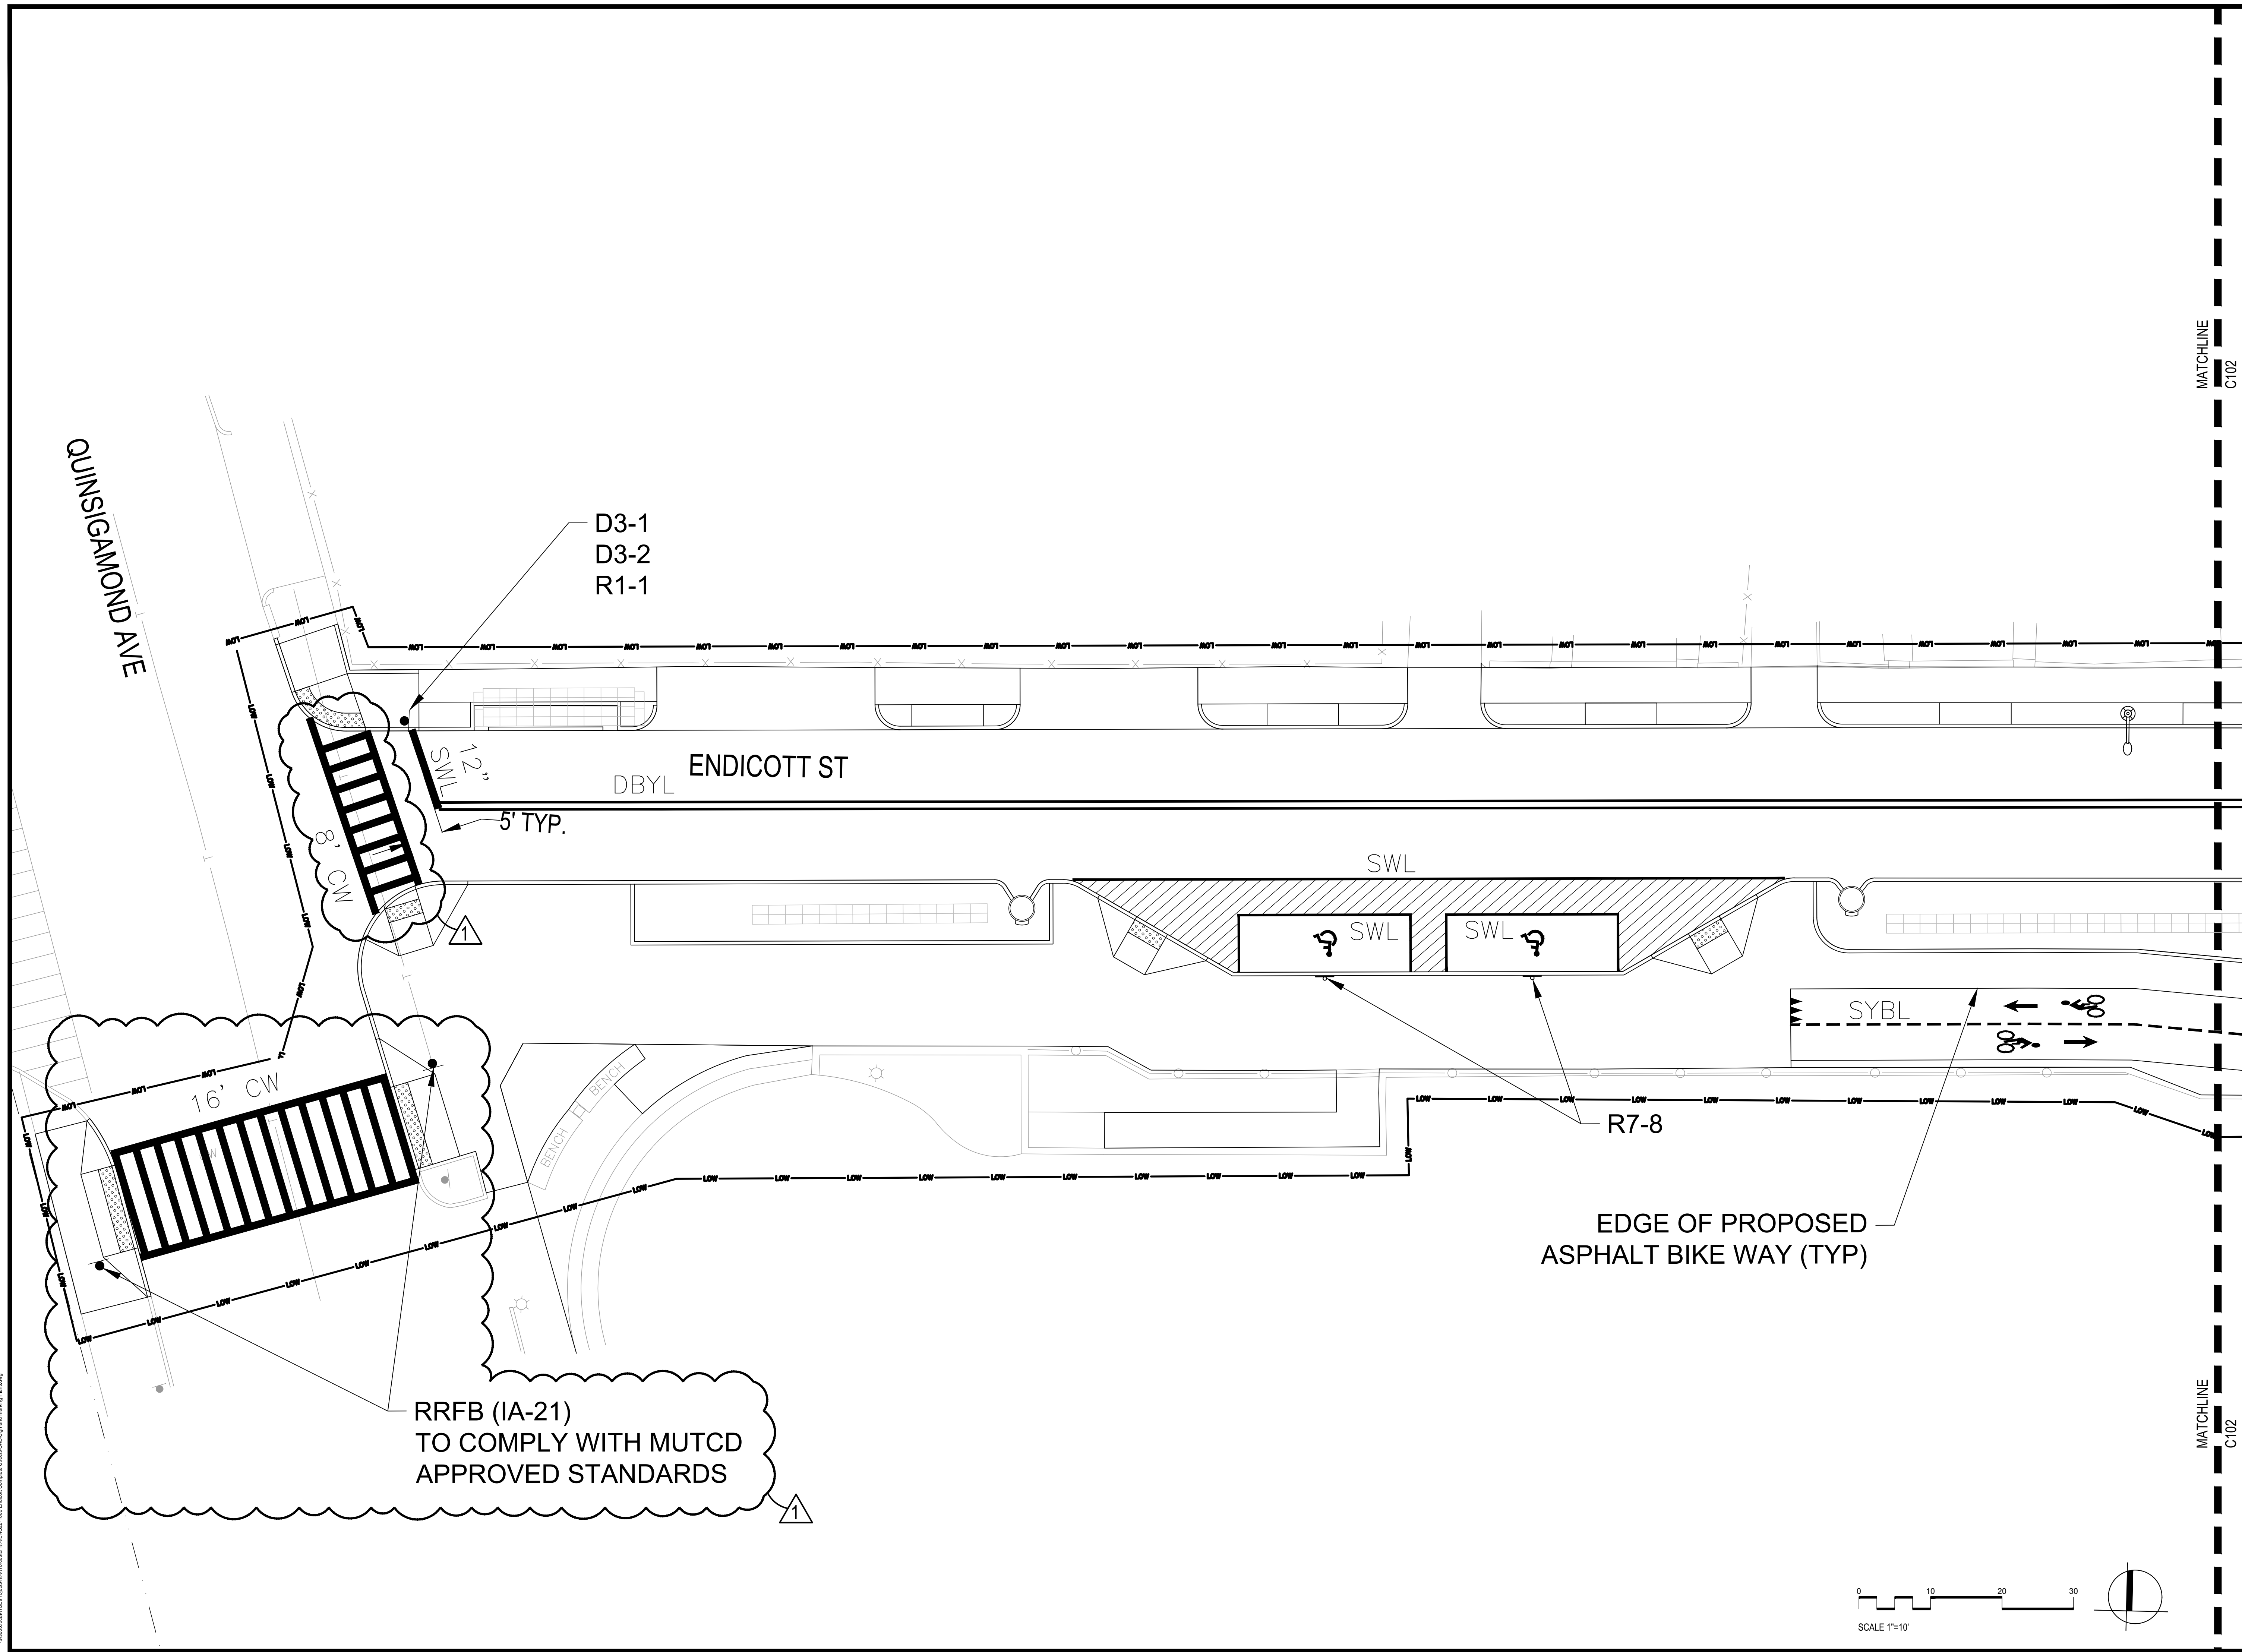 MATCHLINE
C102
QUINSIGAMOND AVE
D3-1
D3-2
R1-1
LOW
ENDICOTT ST
12"
SWL
DBYL
5' TYP.
8' CW
1
SWL
SWL
SWL
SYBL
16' CW
BENCH
BENCH
R7-8
EDGE OF PROPOSED
ASPHALT BIKE WAY (TYP)
RRFB (IA-21)
TO COMPLY WITH MUTCD
APPROVED STANDARDS
1
MATCHLINE
C102
0 10 20 30
SCALE 1"=10'